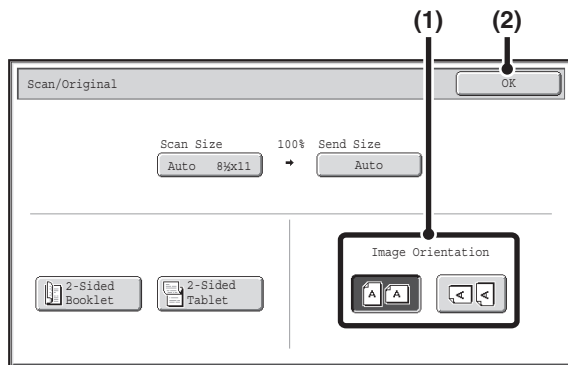 (1) (2)
Scan/Original OK
Scan Size 100% Send Size
Auto 8½x11 → Auto
Image Orientation
2-Sided
Booklet
2-Sided
Tablet
A A A A